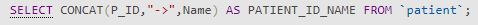 SELECT CONCAT(P_ID,"->",Name) AS PATIENT_ID_NAME FROM `patient`;